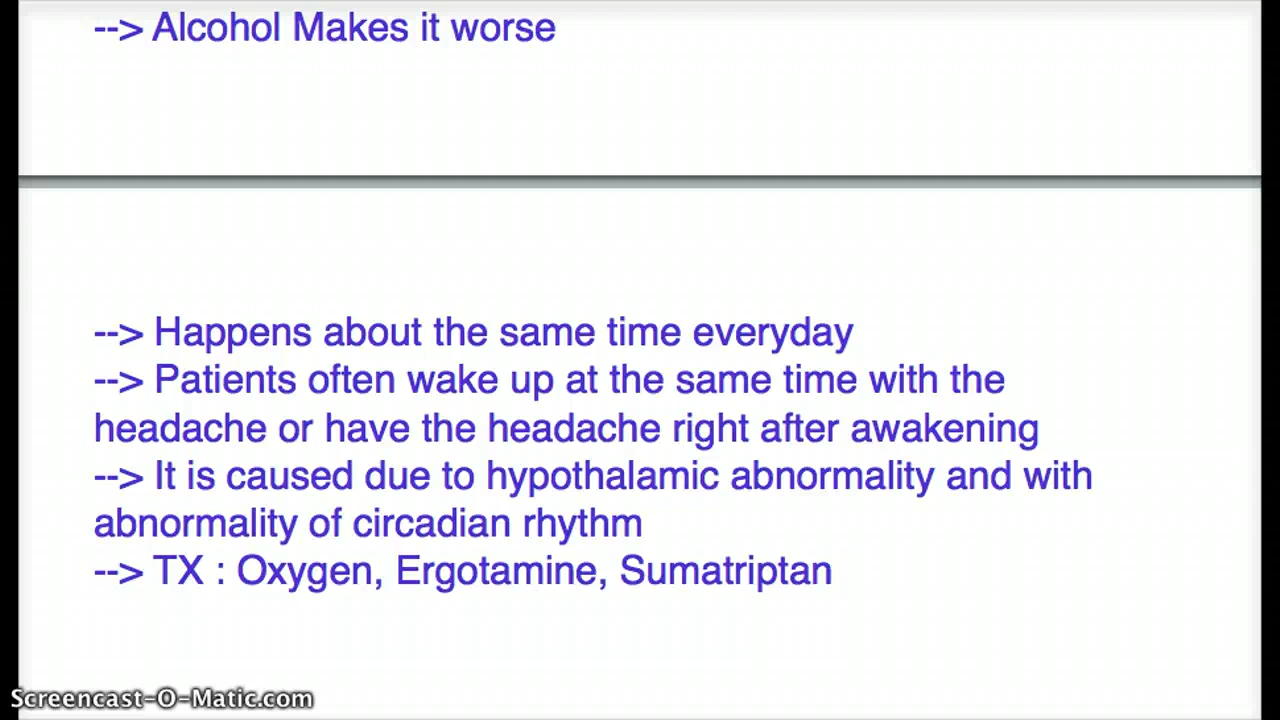 --> Alcohol Makes it worse
--> Happens about the same time everyday
--> Patients often wake up at the same time with the
headache or have the headache right after awakening
--> It is caused due to hypothalamic abnormality and with
abnormality of circadian rhythm
--> TX : Oxygen, Ergotamine, Sumatriptan
Screencast-O-Matic.com